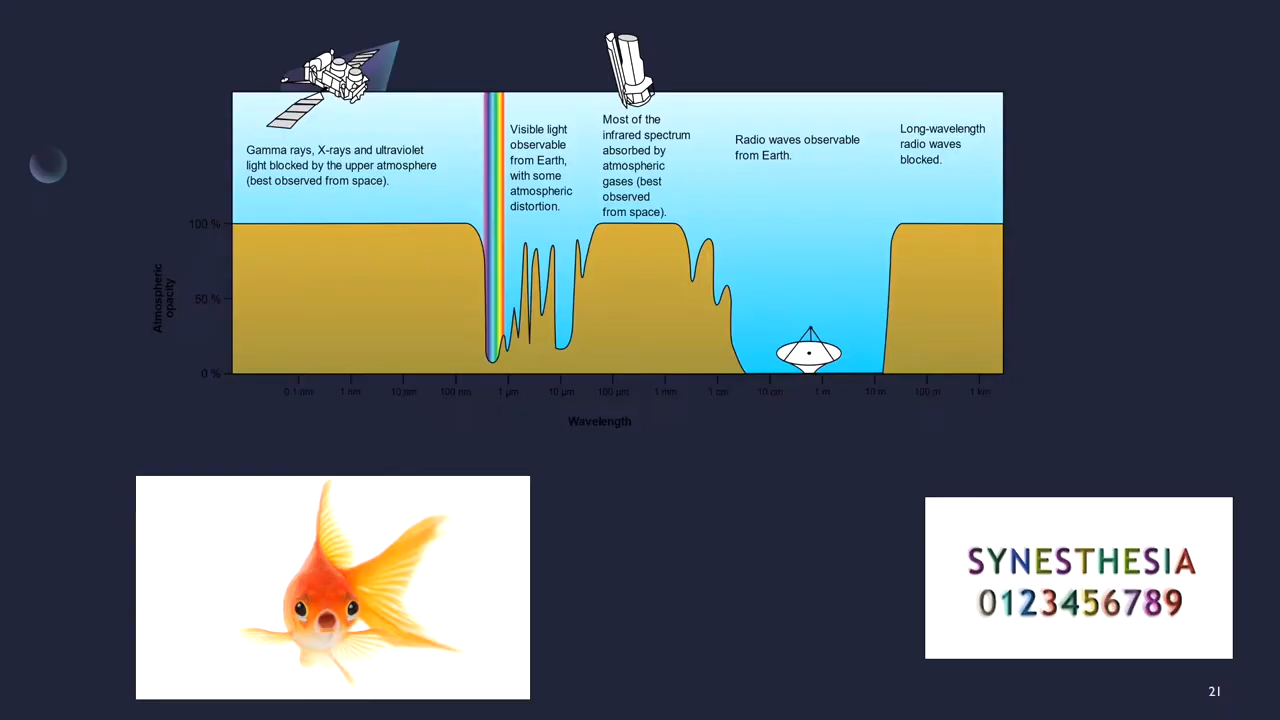 Gamma rays, X-rays and ultraviolet
light blocked by the upper atmosphere
(best observed from space).
Visible light
observable
from Earth,
with some
atmospheric
distortion.
Most of the
infrared spectrum
absorbed by
atmospheric
gases (best
observed
from space).
Radio waves observable
from Earth.
Long-wavelength
radio waves
blocked.
Atmospheric
opacity
100 %
50 %
0 %
0.1 nm 1 nm 10 nm 100 nm 1 μm 10 μm 100 μm 1 mm 1 cm 10 cm 1 m 10 m 100 m 1 km
Wavelength
SYNESTHESIA
0123456789
21